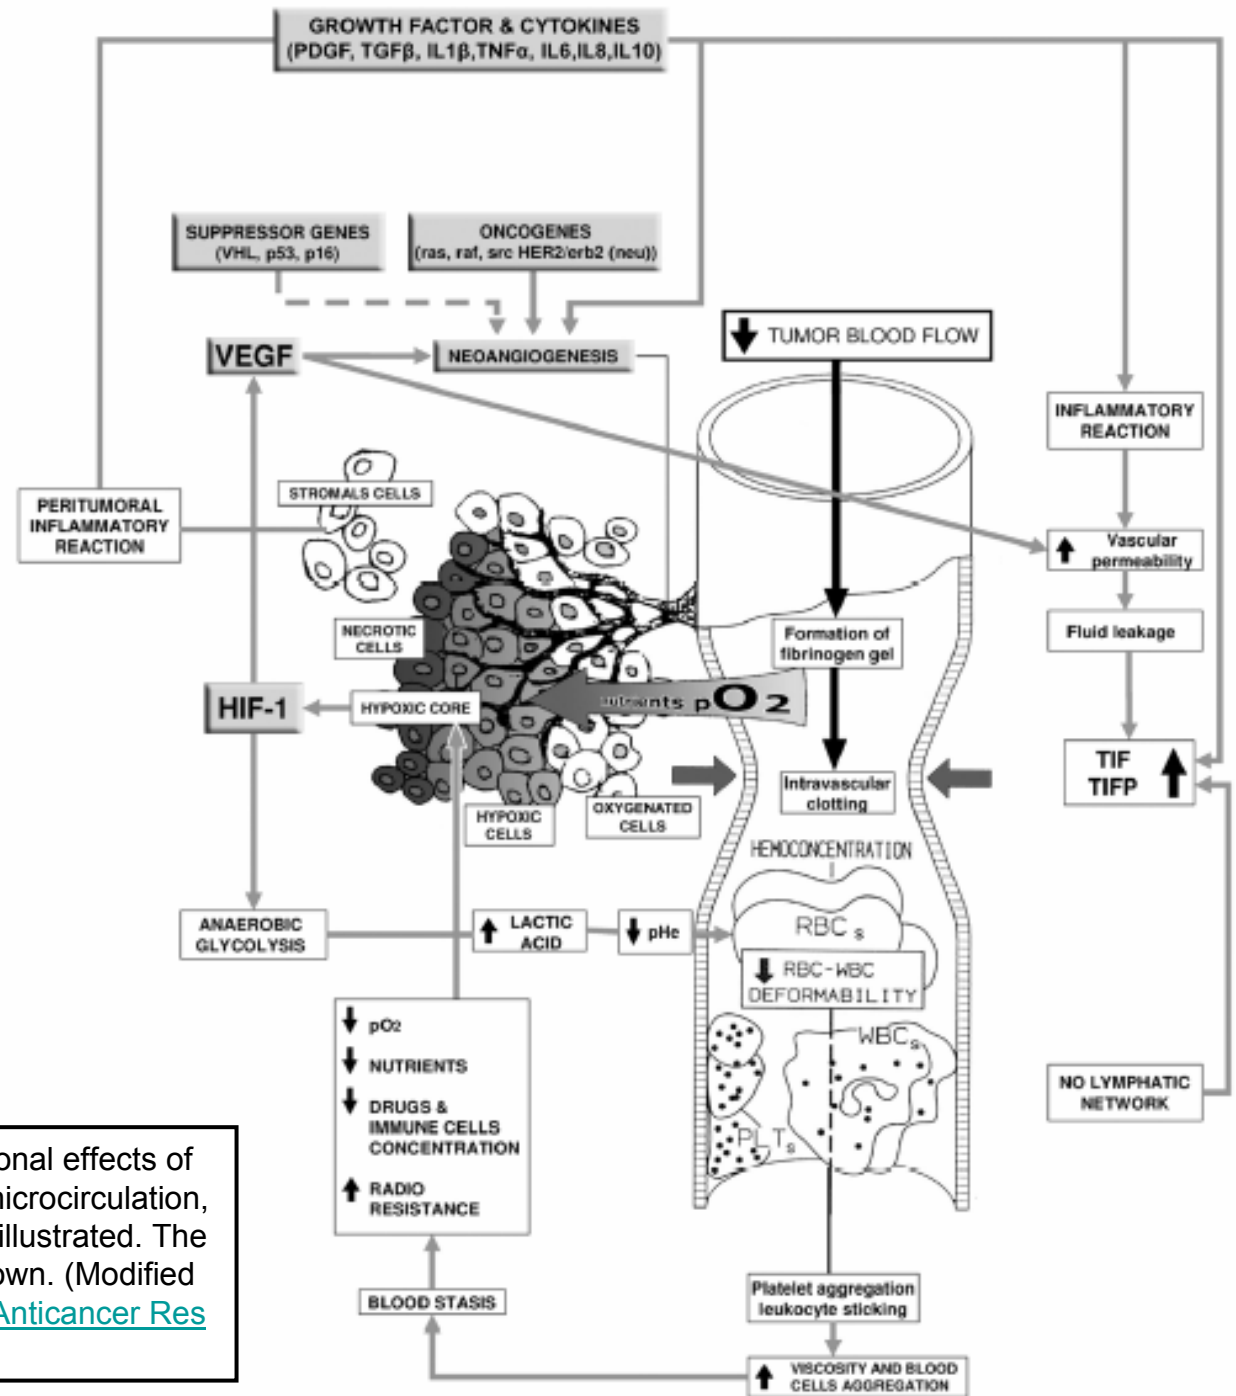 GROWTH FACTOR & CYTOKINES
(PDGF, TGFβ, IL1β,TNFα, IL6,IL8,IL10)
SUPPRESSOR GENES
(VHL, p53, p16)
ONCOGENES
(ras, raf, src HER2/erb2 (neu))
TUMOR BLOOD FLOW
VEGF
NEOANGIOGENESIS
INFLAMMATORY
REACTION
STROMALS CELLS
PERITUMORAL
INFLAMMATORY
REACTION
Vascular
permeability
NECROTIC
CELLS
Formation of
fibrinogen gel
Fluid leakage
HIF-1
HYPOXIC CORE
nutrients pO2
TIF
TIFP
Intravascular
clotting
HYPOXIC
CELLS
OXYGENATED
CELLS
HEMOCONCENTRATION
ANAEROBIC
GLYCOLYSIS
LACTIC
ACID
pHe
RBCs
RBC-WBC
DEFORMABILITY
pO2
NUTRIENTS
DRUGS &
IMMUNE CELLS
CONCENTRATION
RADIO
RESISTANCE
WBCs
PLTs
NO LYMPHATIC
NETWORK
onal effects of
nicrocirculation,
illustrated. The
own. (Modified
Anticancer Res
BLOOD STASIS
Platelet aggregation
leukocyte sticking
VISCOSITY AND BLOOD
CELLS AGGREGATION